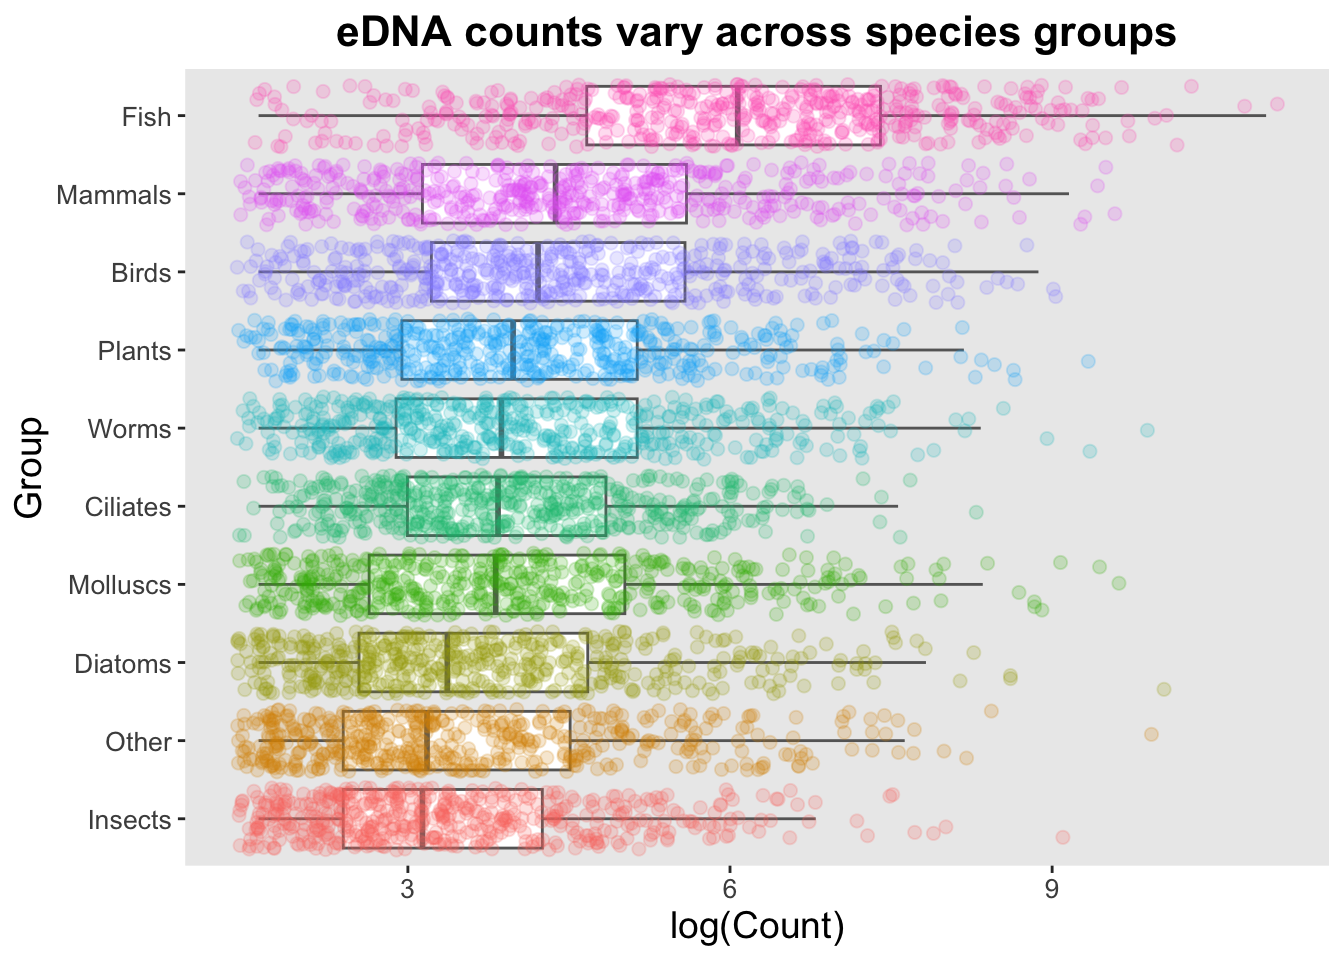 eDNA counts vary across species groups
Fish
Mammals
Birds
Plants
Worms
Ciliates
Molluscs
Diatoms
Other
Insects
Group
3 6 9
log(Count)